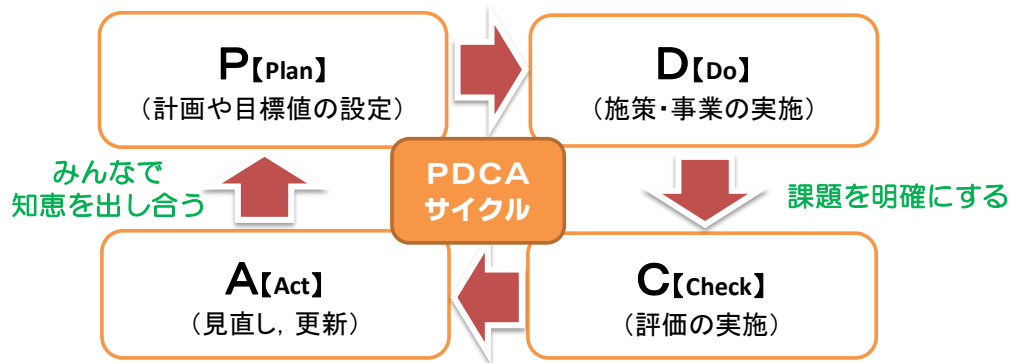 P【Plan】
（計画や目標値の設定）
D【Do】
（施策・事業の実施）
みんなで
知恵を出し合う
PDCA
サイクル
課題を明確にする
A【Act】
（見直し，更新）
C【Check】
（評価の実施）